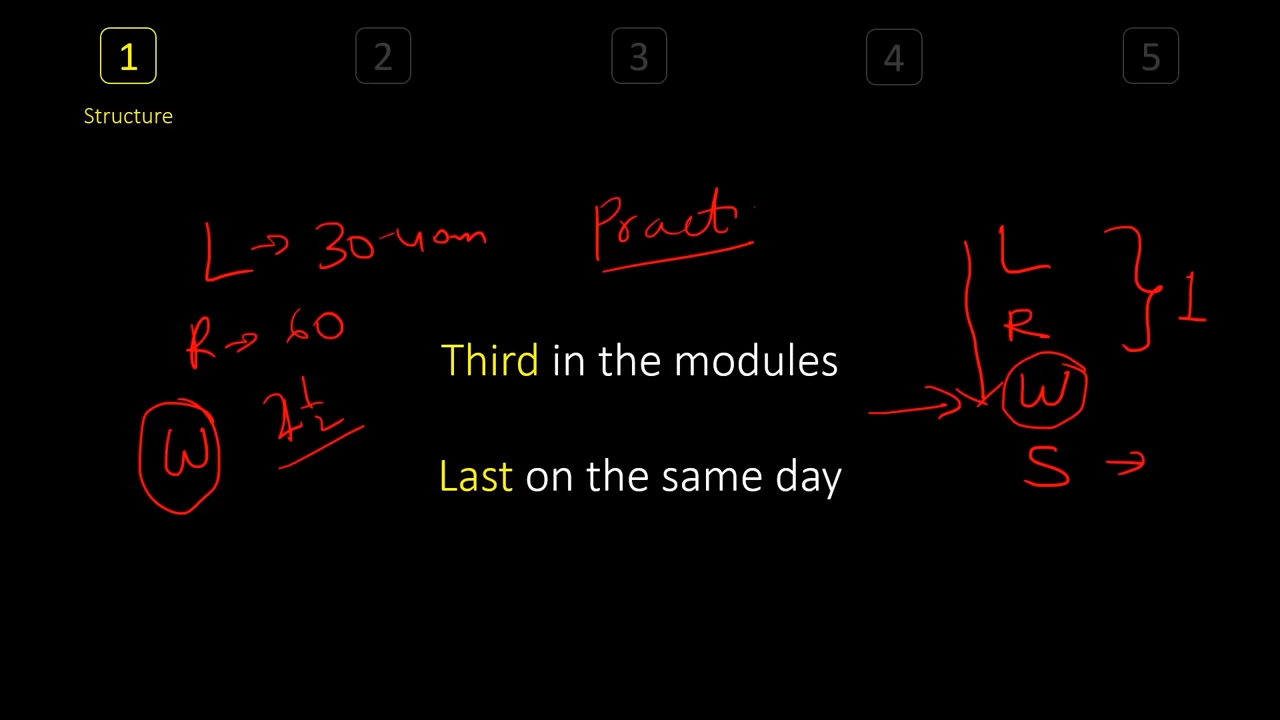 1 2 3 4 5
Structure
Pract
L → 30-40m
L
R → 60
R
} 1
Third in the modules
W
W
Last on the same day
S →